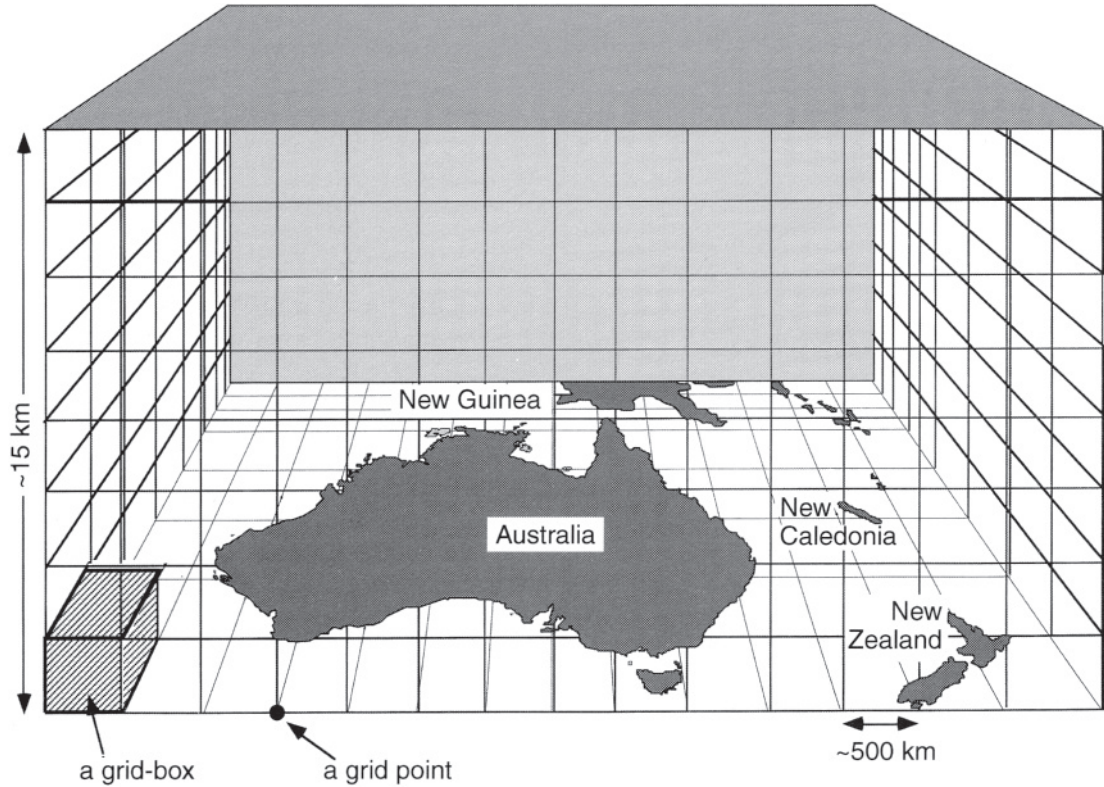 ~15 km
New Guinea
Australia
New
Caledonia
New
Zealand
~500 km
a grid-box
a grid point